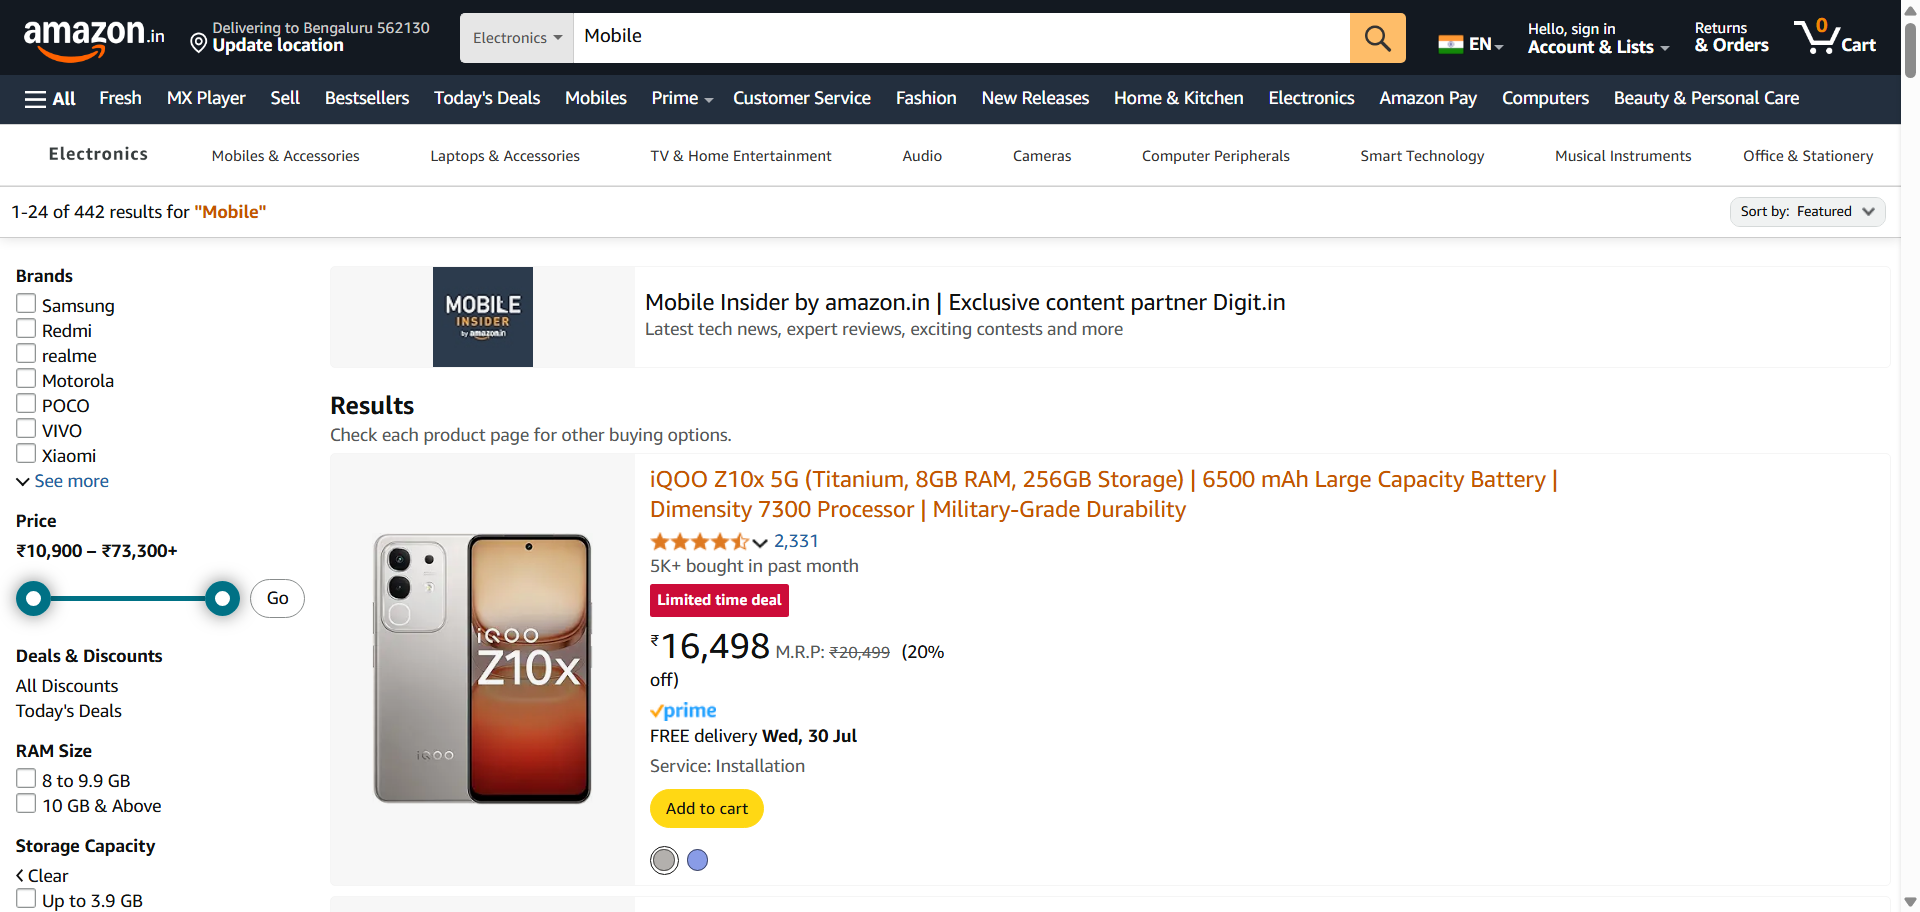 amazon.in
Delivering to Bengaluru 562130
Update location
Electronics
Mobile
EN
Hello, sign in
Account & Lists
Returns
& Orders
0
Cart
All
Fresh
MX Player
Sell
Bestsellers
Today's Deals
Mobiles
Prime
Customer Service
Fashion
New Releases
Home & Kitchen
Electronics
Amazon Pay
Computers
Beauty & Personal Care
Electronics
Mobiles & Accessories
Laptops & Accessories
TV & Home Entertainment
Audio
Cameras
Computer Peripherals
Smart Technology
Musical Instruments
Office & Stationery
1-24 of 442 results for "Mobile"
Sort by: Featured
Brands
Samsung
Redmi
realme
Motorola
POCO
VIVO
Xiaomi
See more
Price
₹10,900 – ₹73,300+
Go
Deals & Discounts
All Discounts
Today's Deals
RAM Size
8 to 9.9 GB
10 GB & Above
Storage Capacity
Clear
Up to 3.9 GB
MOBILE
INSIDER
by amazon.in
Mobile Insider by amazon.in | Exclusive content partner Digit.in
Latest tech news, expert reviews, exciting contests and more
Results
Check each product page for other buying options.
iQOO
Z10x
iQOO
iQOO Z10x 5G (Titanium, 8GB RAM, 256GB Storage) | 6500 mAh Large Capacity Battery |
Dimensity 7300 Processor | Military-Grade Durability
2,331
5K+ bought in past month
Limited time deal
₹16,498 M.R.P: ₹20,499 (20%
off)
prime
FREE delivery Wed, 30 Jul
Service: Installation
Add to cart